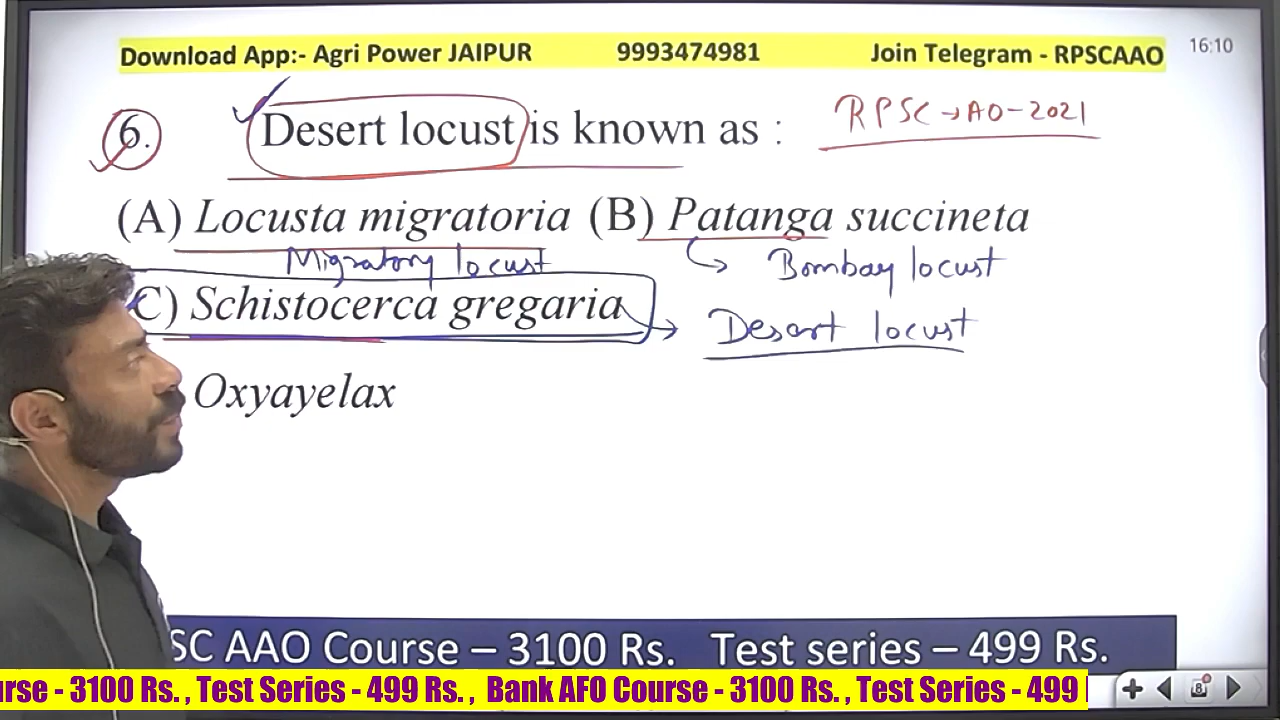 Download App:- Agri Power JAIPUR 9993474981 Join Telegram - RPSCAAO 16:10
6. Desert locust is known as : RPSC → AO - 2021
(A) Locusta migratoria (B) Patanga succineta
Migratory locust Bombay locust
C) Schistocerca gregaria → Desert locust
Oxyayelax
SC AAO Course – 3100 Rs. Test series – 499 Rs.
urse - 3100 Rs. , Test Series - 499 Rs. , Bank AFO Course - 3100 Rs. , Test Series - 499
8